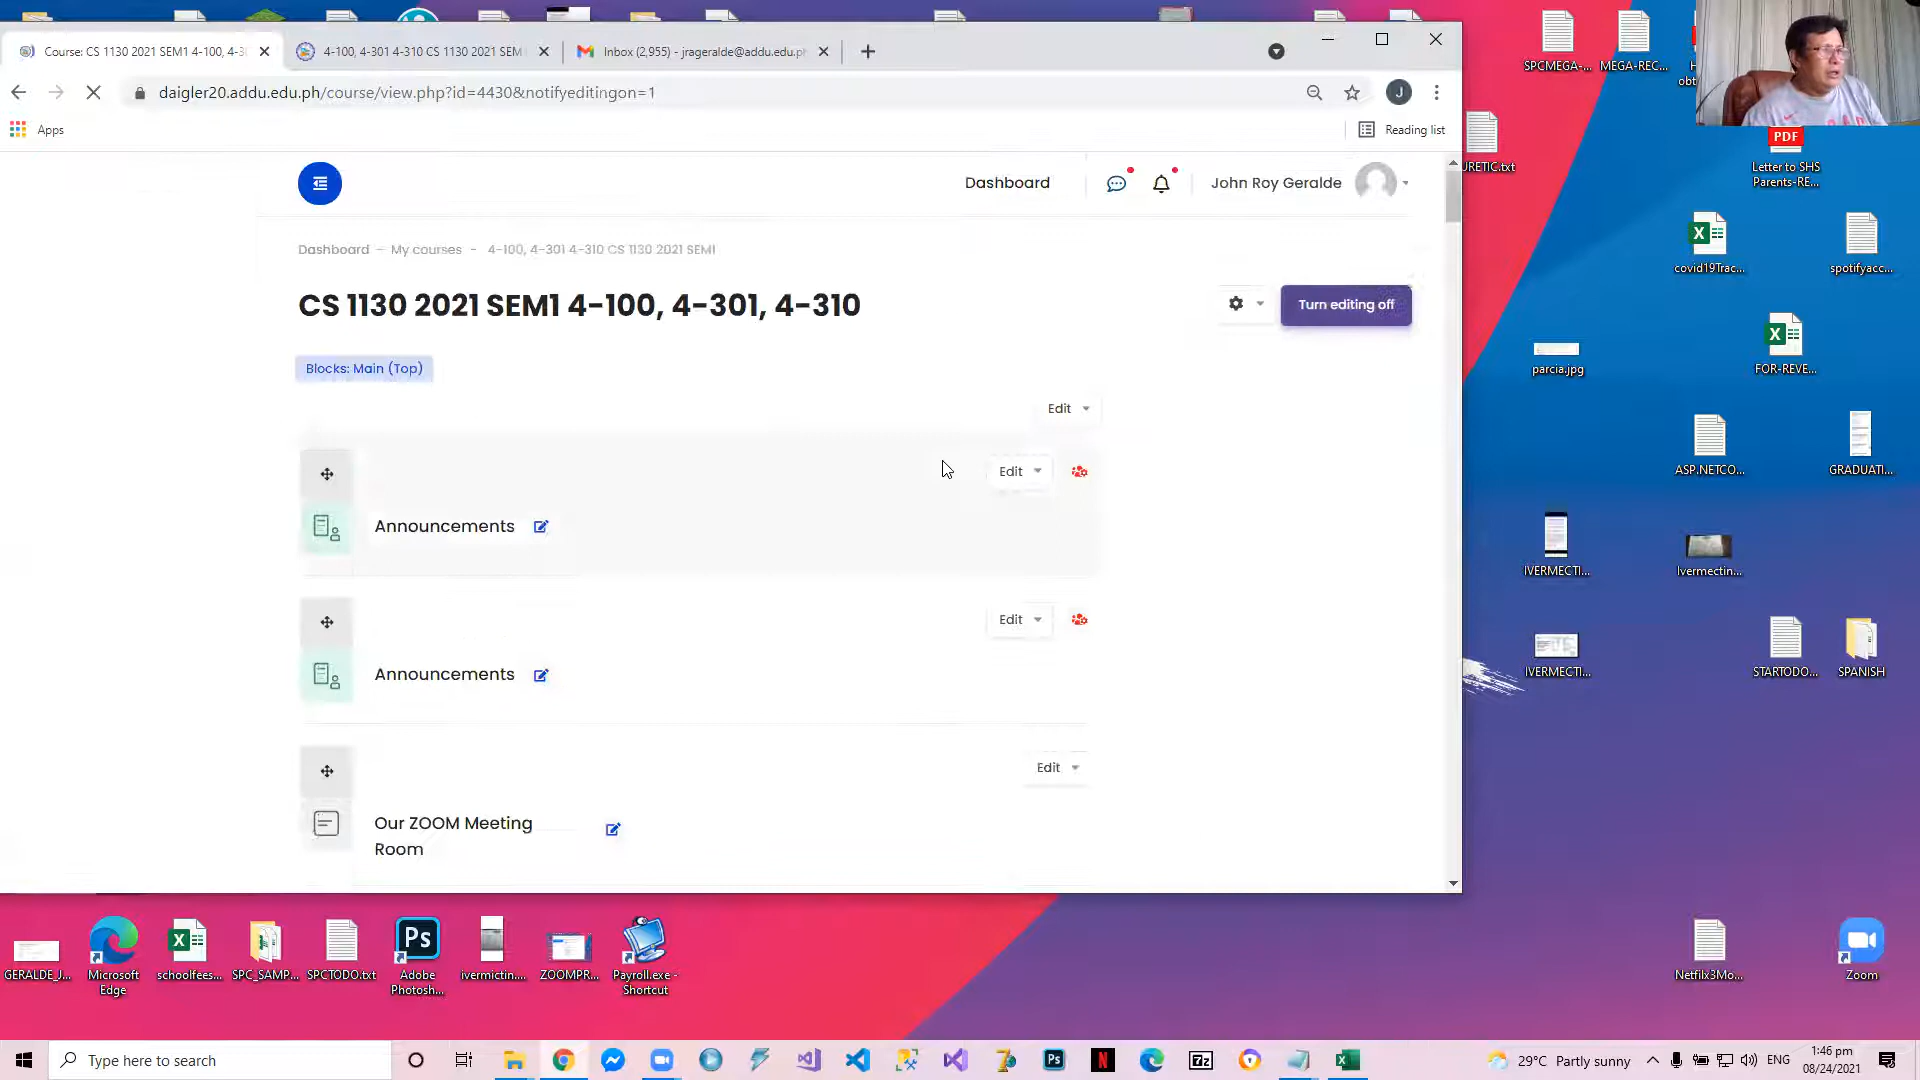 Course: CS 1130 2021 SEM1 4-100, 4-3
4-100, 4-301 4-310 CS 1130 2021 SEM
Inbox (2,955) - jrageralde@addu.edu.ph
daigler20.addu.edu.ph/course/view.php?id=4430&notifyeditingon=1
J
Apps
Reading list
Dashboard
John Roy Geralde
Dashboard – My courses - 4-100, 4-301 4-310 CS 1130 2021 SEM1
CS 1130 2021 SEM1 4-100, 4-301, 4-310
Turn editing off
Blocks: Main (Top)
Edit
Edit
Announcements
Edit
Announcements
Edit
Our ZOOM Meeting
Room
SPCMEGA-...
MEGA-REC...
URETIC.txt
PDF
Letter to SHS
Parents-RE...
covid19Trac...
spotifyacc...
parcia.jpg
FOR-REVE...
ASP.NETCO...
GRADUATI...
IVERMECTI...
Ivermectin...
IVERMECTI...
STARTODO...
SPANISH
GERALDE_J...
Microsoft
Edge
schoolfees...
SPC_SAMP...
SPCTODO.txt
Ps
Adobe
Photosh...
ivermictin....
ZOOMPR...
Payroll.exe -
Shortcut
Netfilx3Mo...
Zoom
Type here to search
Ps
N
7z
29°C Partly sunny
ENG
1:46 pm
08/24/2021